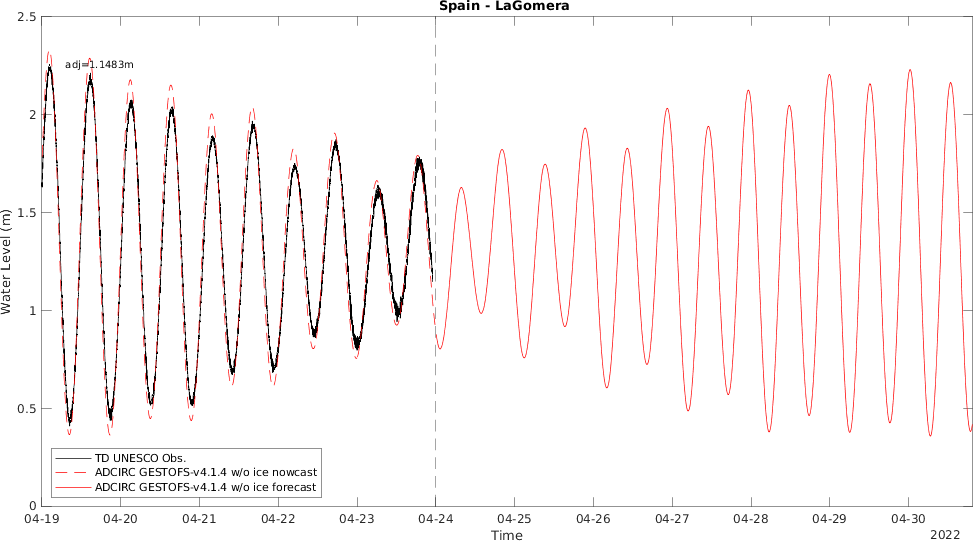 Spain - LaGomera
2.5
adj=1.1483m
2
1.5
Water Level (m)
1
0.5
TD UNESCO Obs.
ADCIRC GESTOFS-v4.1.4 w/o ice nowcast
ADCIRC GESTOFS-v4.1.4 w/o ice forecast
0
04-19 04-20 04-21 04-22 04-23 04-24 04-25 04-26 04-27 04-28 04-29 04-30
Time
2022